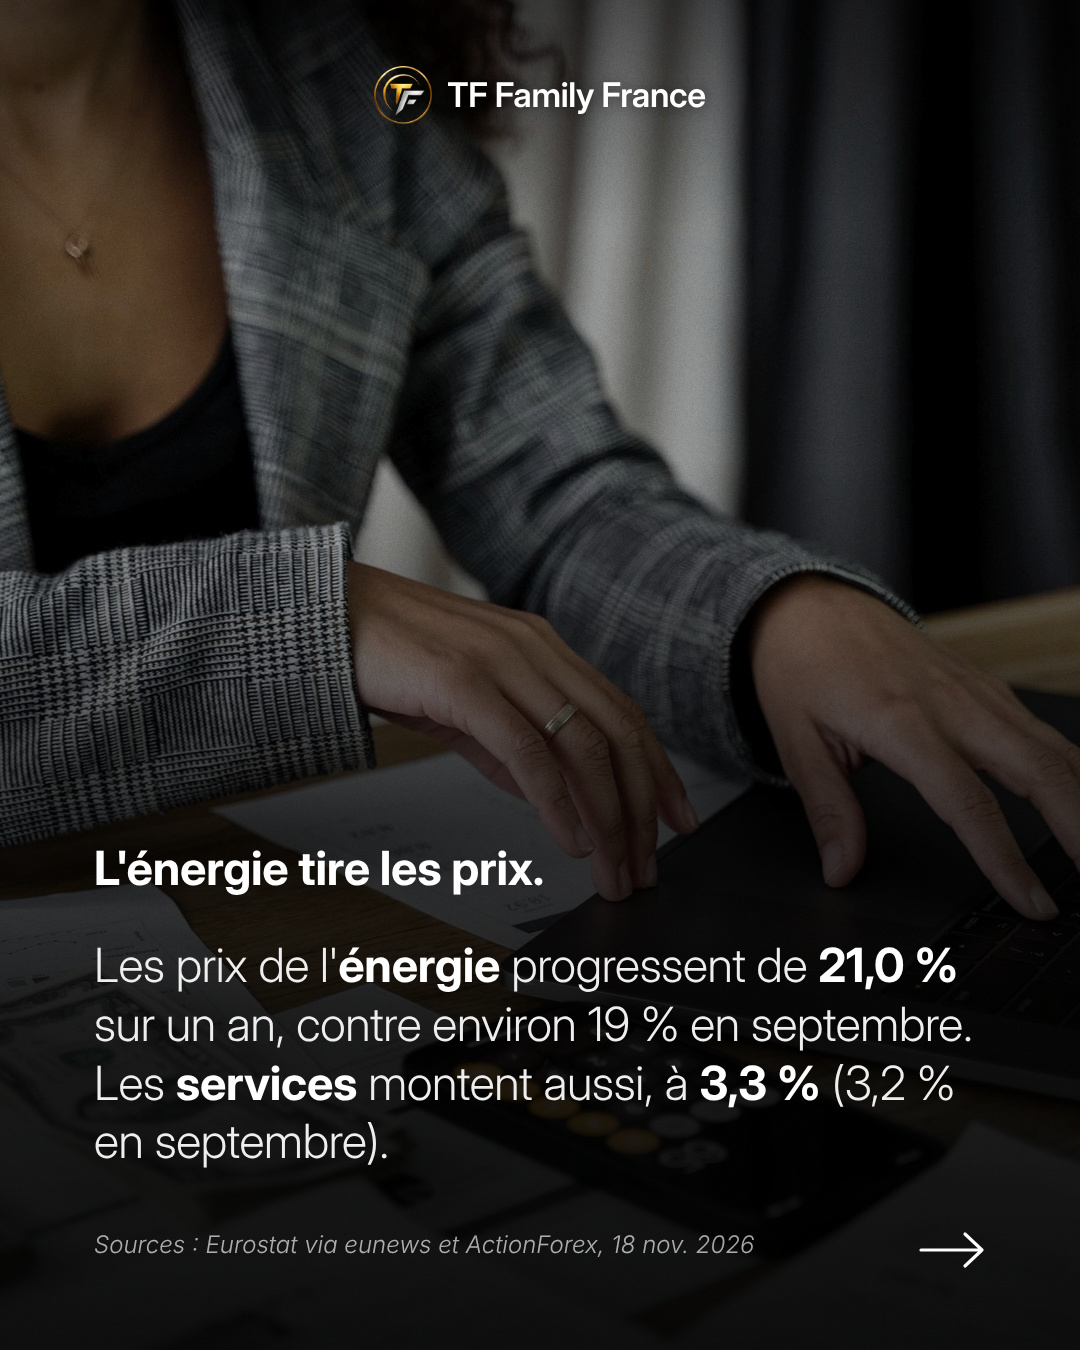 TF Family France
L'énergie tire les prix.
Les prix de l'énergie progressent de 21,0 %
sur un an, contre environ 19 % en septembre.
Les services montent aussi, à 3,3 % (3,2 %
en septembre).
Sources : Eurostat via eunews et ActionForex, 18 nov. 2026